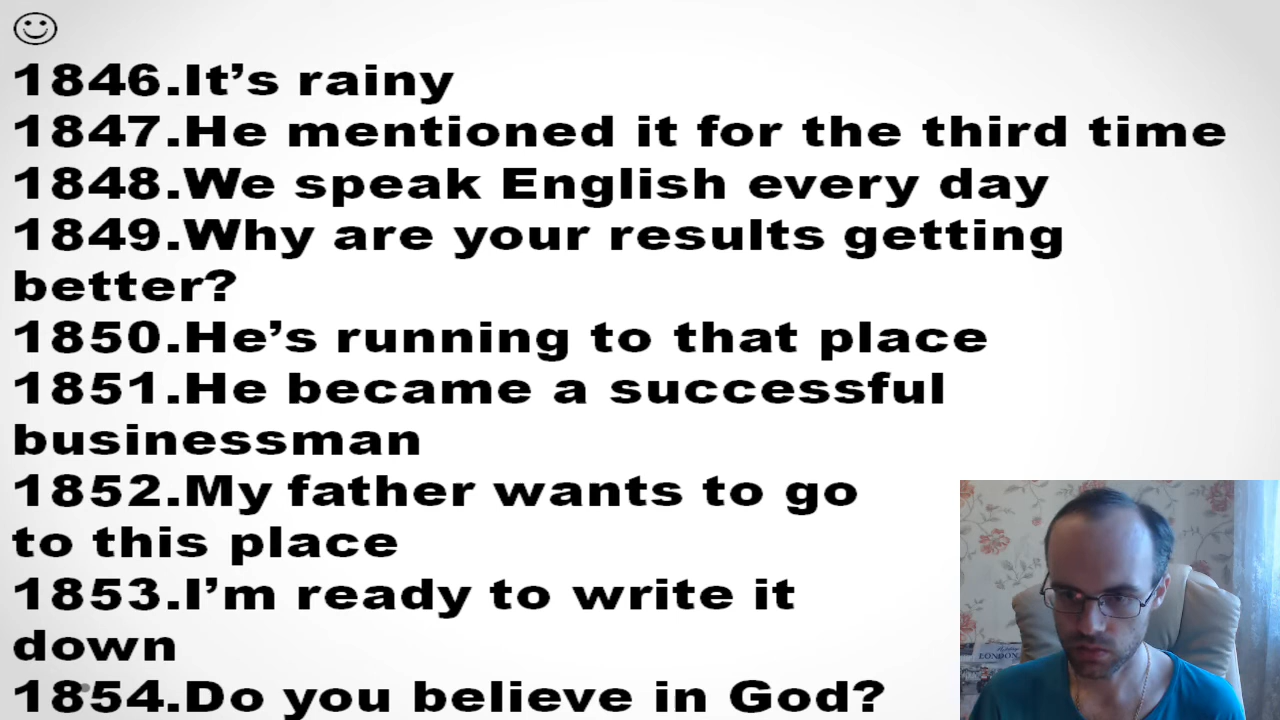 1846.It’s rainy
1847.He mentioned it for the third time
1848.We speak English every day
1849.Why are your results getting
better?
1850.He’s running to that place
1851.He became a successful
businessman
1852.My father wants to go
to this place
1853.I’m ready to write it
down
1854.Do you believe in God?
LONDON